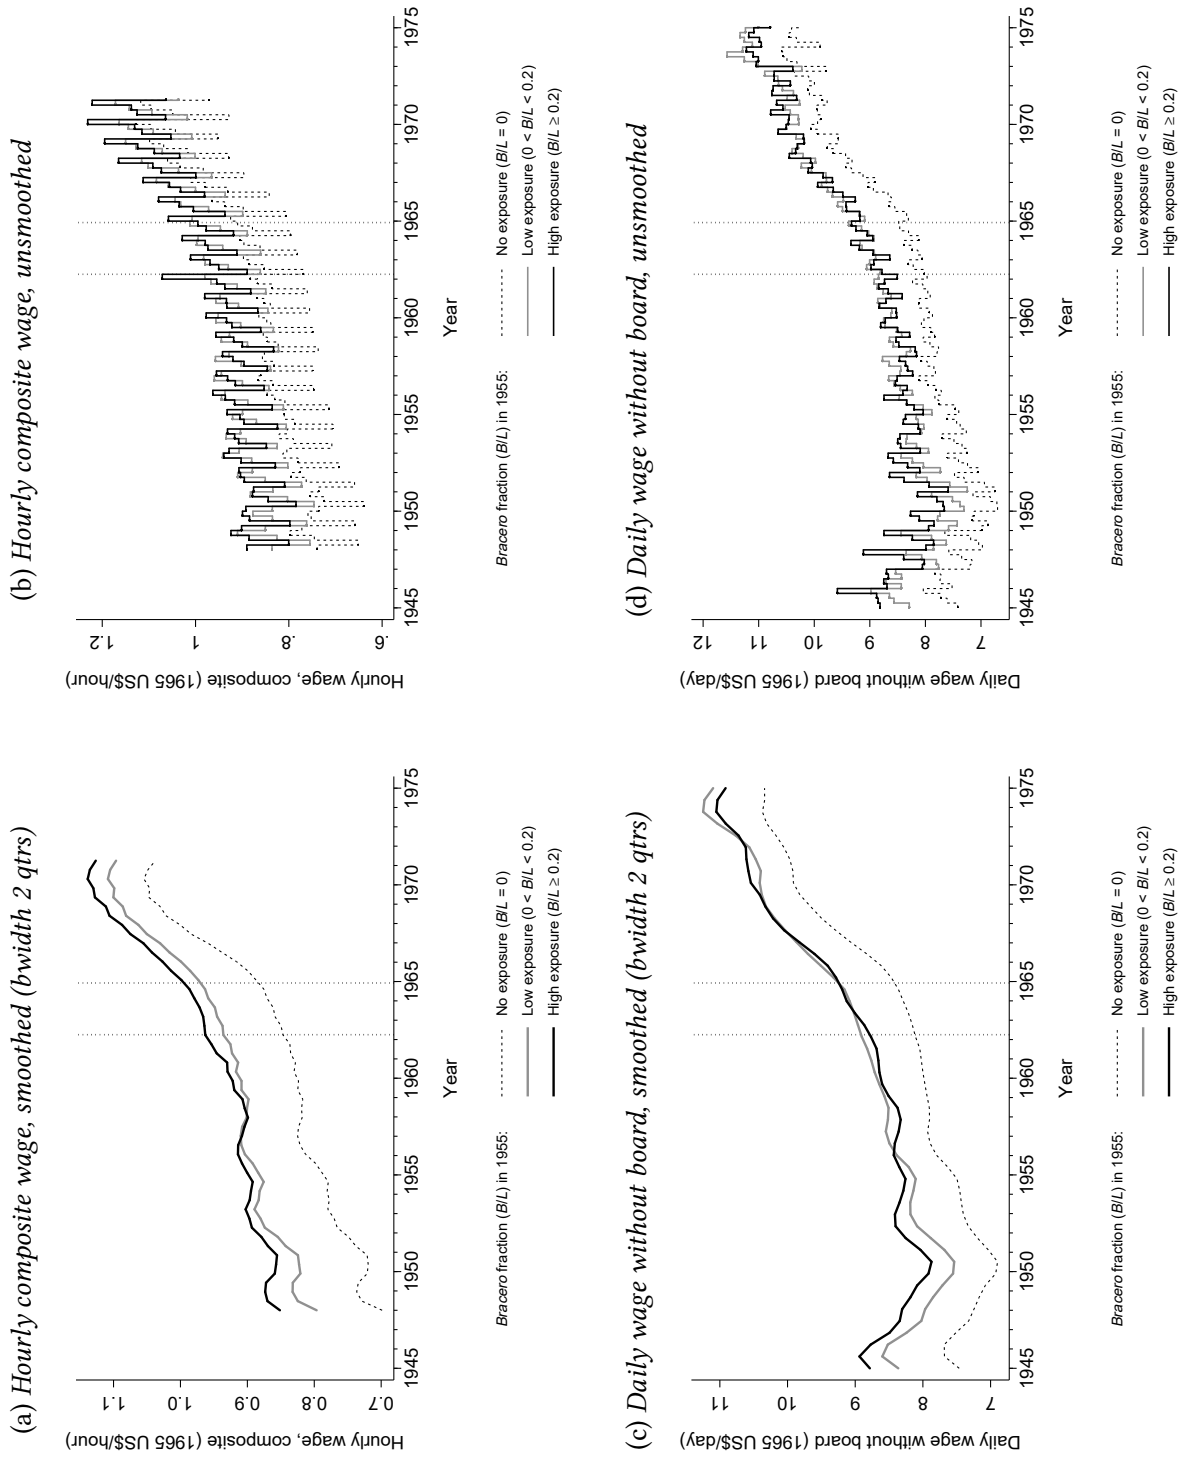 (a) Hourly composite wage, smoothed (bwidth 2 qtrs)
Hourly wage, composite (1965 US$/hour)
1.1
1.0
0.9
0.8
0.7
1945 1950 1955 1960 1965 1970 1975
Year
Bracero fraction (B/L) in 1955:
No exposure (B/L = 0)
Low exposure (0 < B/L < 0.2)
High exposure (B/L ≥ 0.2)
(b) Hourly composite wage, unsmoothed
Hourly wage, composite (1965 US$/hour)
1.2
1
.8
.6
1945 1950 1955 1960 1965 1970 1975
Year
Bracero fraction (B/L) in 1955:
No exposure (B/L = 0)
Low exposure (0 < B/L < 0.2)
High exposure (B/L ≥ 0.2)
(c) Daily wage without board, smoothed (bwidth 2 qtrs)
Daily wage without board (1965 US$/day)
11
10
9
8
7
1945 1950 1955 1960 1965 1970 1975
Year
Bracero fraction (B/L) in 1955:
No exposure (B/L = 0)
Low exposure (0 < B/L < 0.2)
High exposure (B/L ≥ 0.2)
(d) Daily wage without board, unsmoothed
Daily wage without board (1965 US$/day)
12
11
10
9
8
7
1945 1950 1955 1960 1965 1970 1975
Year
Bracero fraction (B/L) in 1955:
No exposure (B/L = 0)
Low exposure (0 < B/L < 0.2)
High exposure (B/L ≥ 0.2)